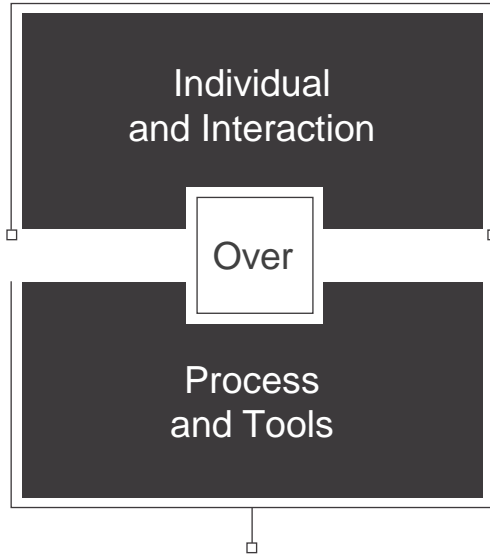 Individual
and Interaction
Over
Process
and Tools